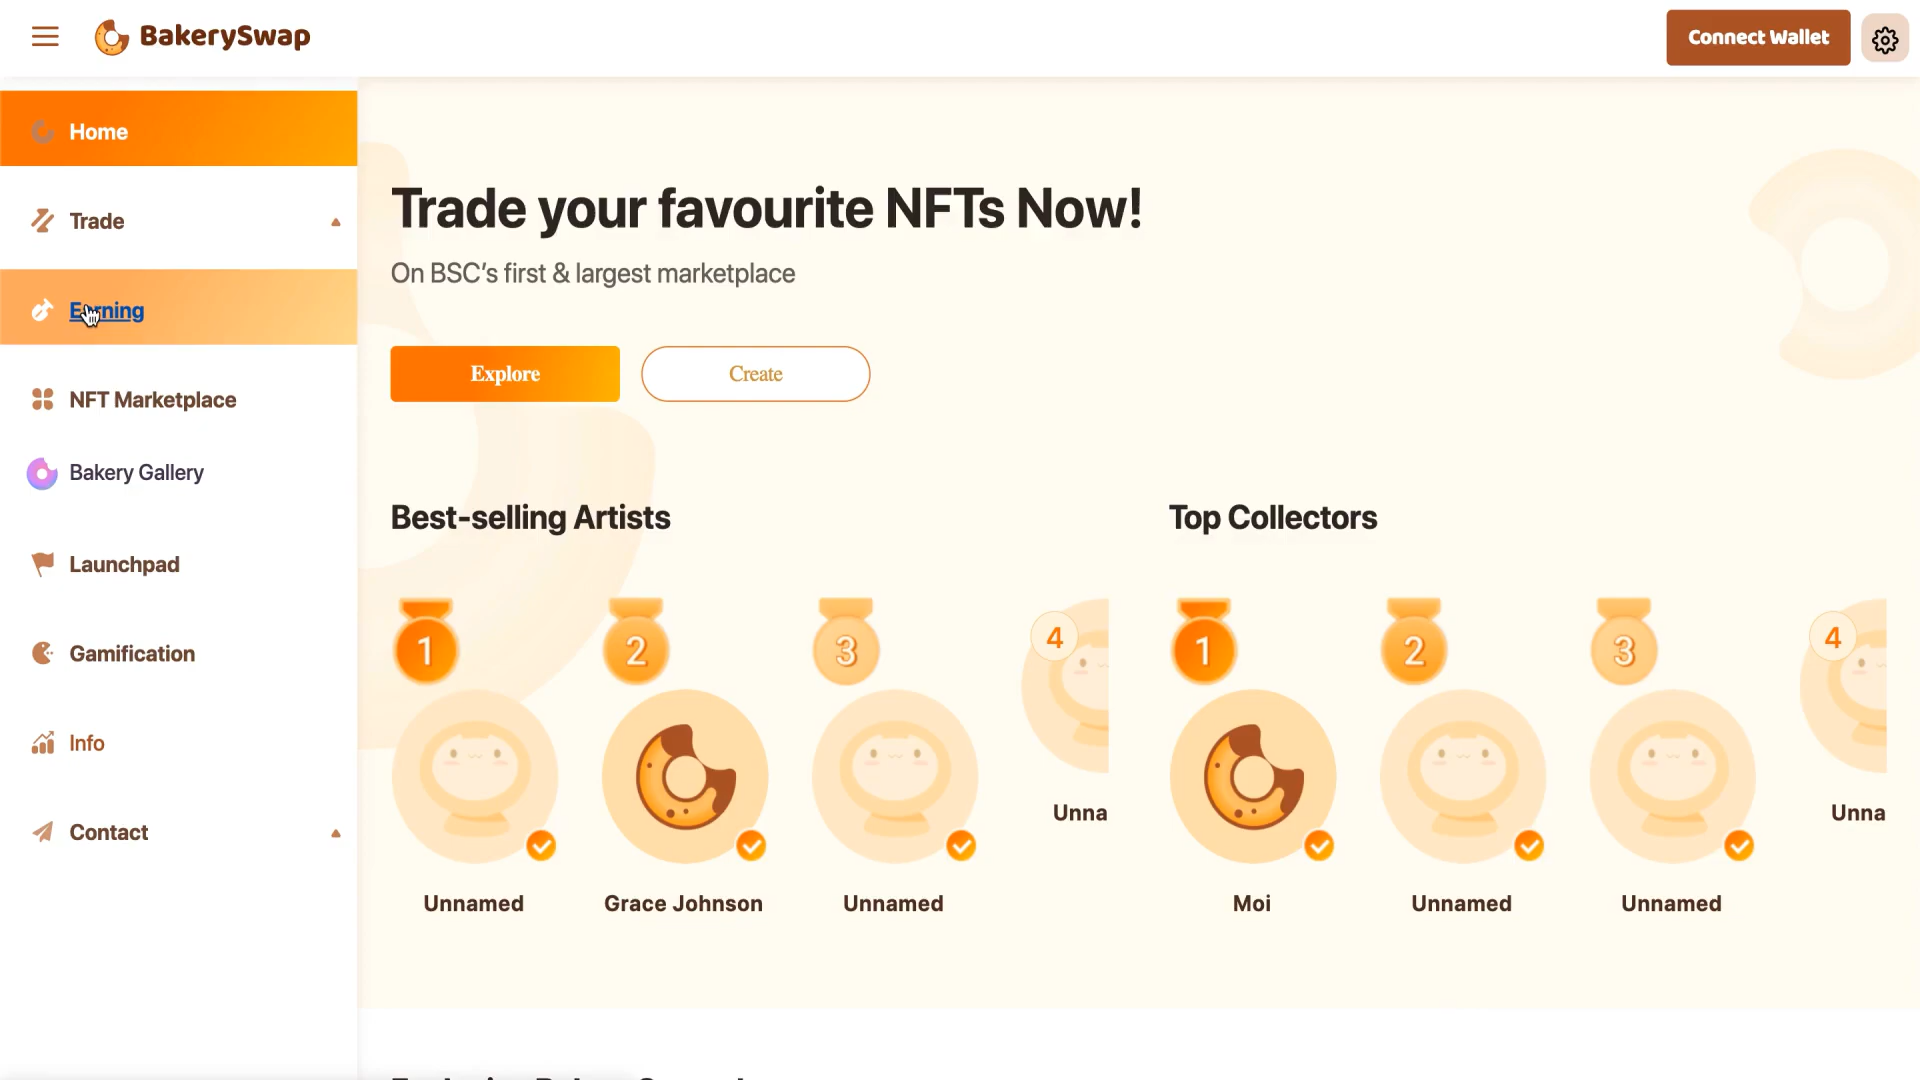 BakerySwap
Connect Wallet
Home
Trade
Earning
NFT Marketplace
Bakery Gallery
Launchpad
Gamification
Info
Contact
Trade your favourite NFTs Now!
On BSC's first & largest marketplace
Explore
Create
Best-selling Artists
Top Collectors
1
2
3
4
1
2
3
4
Unna
Unna
Unnamed
Grace Johnson
Unnamed
Moi
Unnamed
Unnamed